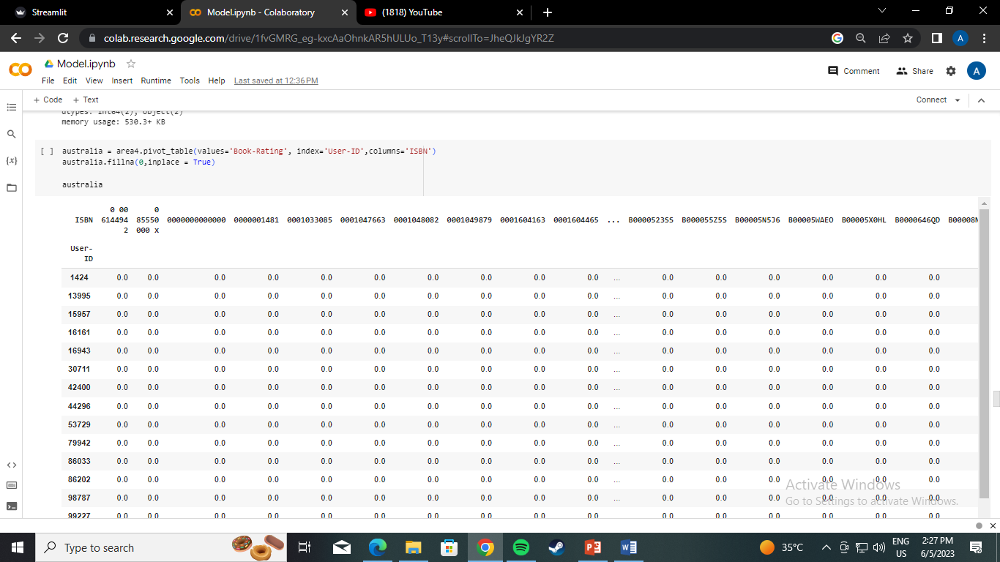 Streamlit
Model.ipynb - Colaboratory
(1818) YouTube
colab.research.google.com/drive/1fvGMRG_eg-kxcAaOhnkAR5hULUo_T13y#scrollTo=JheQJkJgYR2Z
A
Model.ipynb
File Edit View Insert Runtime Tools Help Last saved at 12:36 PM
Comment Share A
+ Code + Text
Connect
dtypes: int64(2), object(2)
memory usage: 530.3+ KB
[ ] australia = area4.pivot_table(values='Book-Rating', index='User-ID',columns='ISBN')
australia.fillna(0,inplace = True)
australia
0 00 0
ISBN 614494 85550 0000000000000 0000001481 0001033085 0001047663 0001048082 0001049879 0001604163 0001604465 ... B0000523SS B000055Z5S B00005N5J6 B00005WAEO B00005X0HL B0000646QD B00008N
2 000 x
User-
ID
1424 0.0 0.0 0.0 0.0 0.0 0.0 0.0 0.0 0.0 0.0 ... 0.0 0.0 0.0 0.0 0.0 0.0
13995 0.0 0.0 0.0 0.0 0.0 0.0 0.0 0.0 0.0 0.0 ... 0.0 0.0 0.0 0.0 0.0 0.0
15957 0.0 0.0 0.0 0.0 0.0 0.0 0.0 0.0 0.0 0.0 ... 0.0 0.0 0.0 0.0 0.0 0.0
16161 0.0 0.0 0.0 0.0 0.0 0.0 0.0 0.0 0.0 0.0 ... 0.0 0.0 0.0 0.0 0.0 0.0
16943 0.0 0.0 0.0 0.0 0.0 0.0 0.0 0.0 0.0 0.0 ... 0.0 0.0 0.0 0.0 0.0 0.0
30711 0.0 0.0 0.0 0.0 0.0 0.0 0.0 0.0 0.0 0.0 ... 0.0 0.0 0.0 0.0 0.0 0.0
42400 0.0 0.0 0.0 0.0 0.0 0.0 0.0 0.0 0.0 0.0 ... 0.0 0.0 0.0 0.0 0.0 0.0
44296 0.0 0.0 0.0 0.0 0.0 0.0 0.0 0.0 0.0 0.0 ... 0.0 0.0 0.0 0.0 0.0 0.0
53729 0.0 0.0 0.0 0.0 0.0 0.0 0.0 0.0 0.0 0.0 ... 0.0 0.0 0.0 0.0 0.0 0.0
79942 0.0 0.0 0.0 0.0 0.0 0.0 0.0 0.0 0.0 0.0 ... 0.0 0.0 0.0 0.0 0.0 0.0
86033 0.0 0.0 0.0 0.0 0.0 0.0 0.0 0.0 0.0 0.0 ... 0.0 0.0 0.0 0.0 0.0 0.0
86202 0.0 0.0 0.0 0.0 0.0 0.0 0.0 0.0 0.0 0.0 ... 0.0 0.0 0.0 0.0 0.0 0.0
98787 0.0 0.0 0.0 0.0 0.0 0.0 0.0 0.0 0.0 0.0 ... 0.0 0.0 0.0 0.0 0.0 0.0
99227 0.0 0.0 0.0 0.0 0.0 0.0 0.0 0.0 0.0 0.0 0.0 0.0 0.0 0.0 0.0 0.0
Activate Windows
Go to Settings to activate Windows.
Type to search
35°C
ENG
US
2:27 PM
6/5/2023